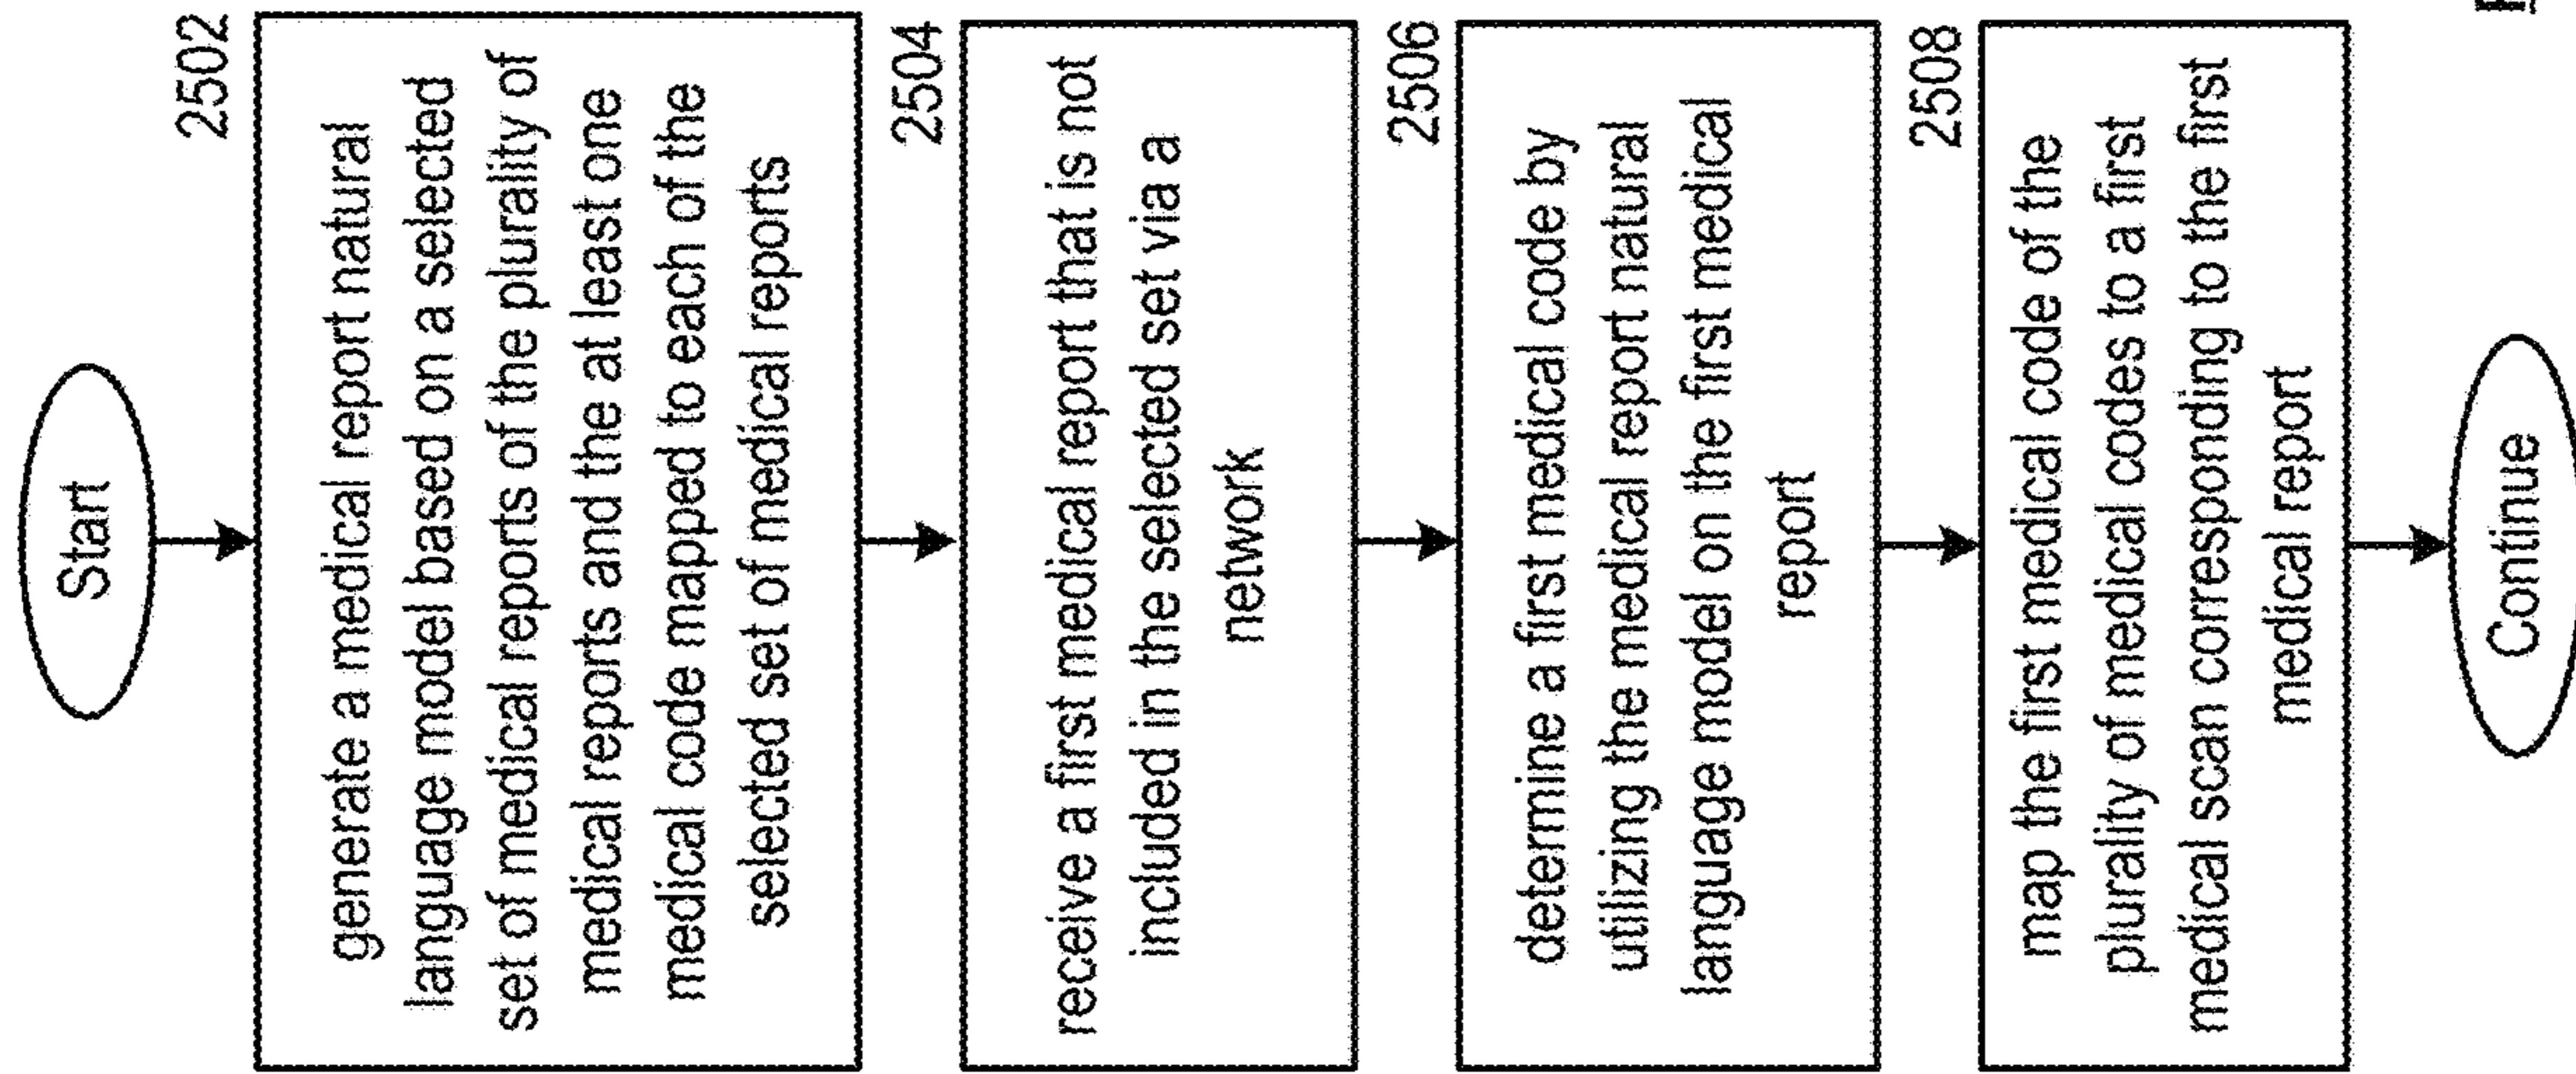 Start
2502
generate a medical report natural
language model based on a selected
set of medical reports of the plurality of
medical reports and the at least one
medical code mapped to each of the
selected set of medical reports
2504
receive a first medical report that is not
included in the selected set via a
network
2506
determine a first medical code by
utilizing the medical report natural
language model on the first medical
report
2508
map the first medical code of the
plurality of medical codes to a first
medical scan corresponding to the first
medical report
Continue